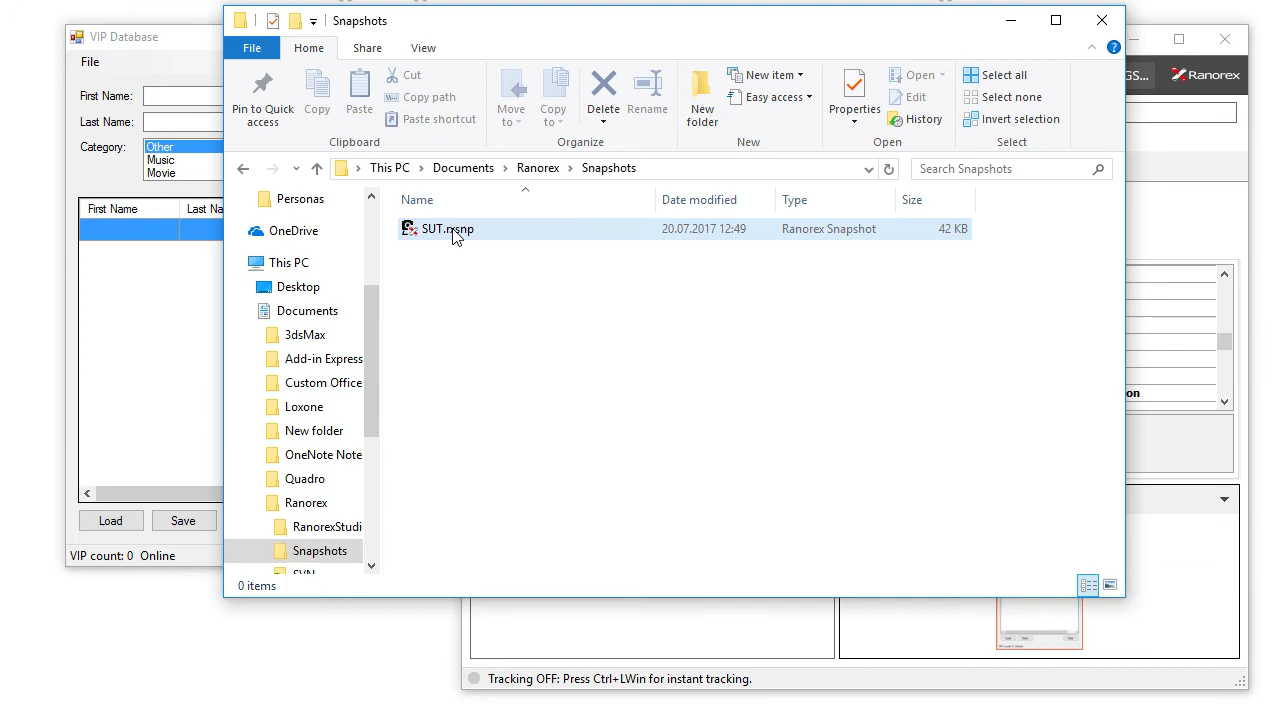 VIP Database
File
First Name:
Last Name:
Category:
Other
Music
Movie
First Name
Last Na
Load
Save
VIP count: 0 Online
Snapshots
File
Home
Share
View
Pin to Quick access
Copy
Paste
Cut
Copy path
Paste shortcut
Clipboard
Move to
Copy to
Delete
Rename
Organize
New folder
New item
Easy access
New
Properties
Open
Edit
History
Open
Select all
Select none
Invert selection
Select
This PC
Documents
Ranorex
Snapshots
Search Snapshots
Personas
OneDrive
This PC
Desktop
Documents
3dsMax
Add-in Express
Custom Office
Loxone
New folder
OneNote Note
Quadro
Ranorex
RanorexStudi
Snapshots
SVN
Name
Date modified
Type
Size
SUT.rxsnp
20.07.2017 12:49
Ranorex Snapshot
42 KB
0 items
GS...
Ranorex
on
Tracking OFF: Press Ctrl+LWin for instant tracking.